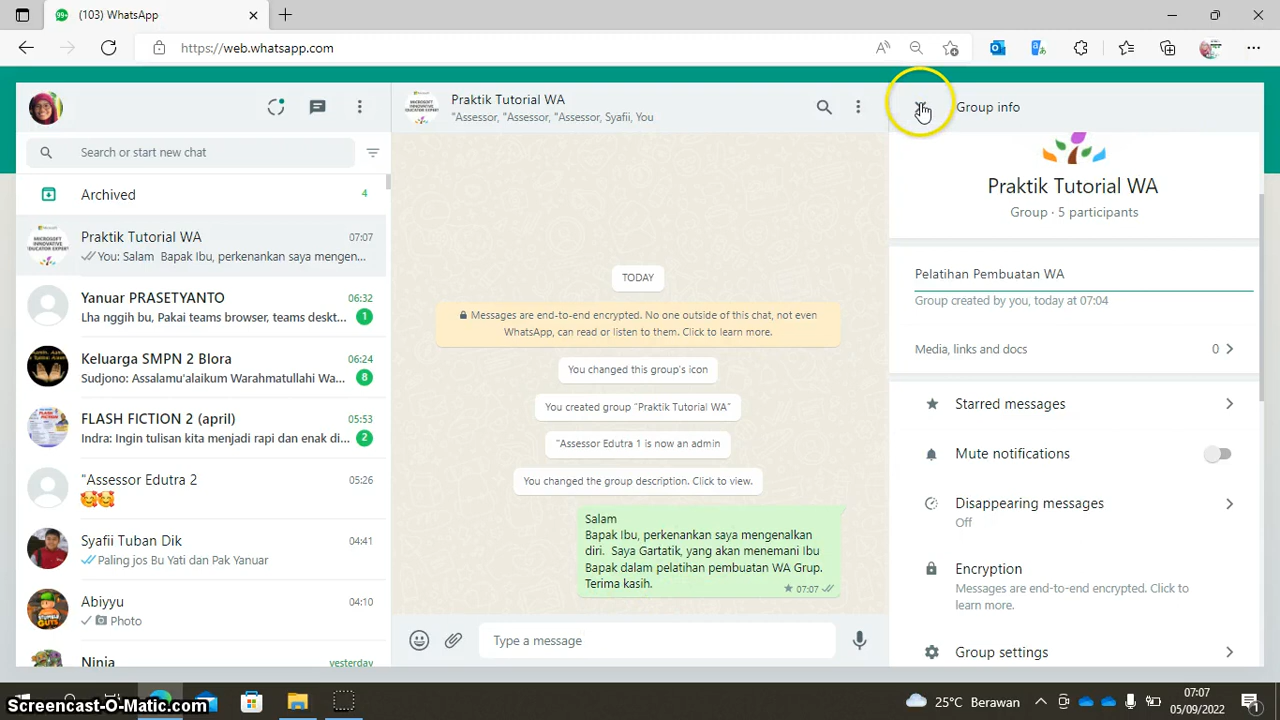 99+
(103) WhatsApp
https://web.whatsapp.com
Search or start new chat
Archived
4
Praktik Tutorial WA
07:07
You: Salam Bapak Ibu, perkenankan saya mengen...
Yanuar PRASETYANTO
06:32
Lha nggih bu, Pakai teams browser, teams deskt...
1
Keluarga SMPN 2 Blora
06:24
Sudjono: Assalamu'alaikum Warahmatullahi Wa...
8
FLASH FICTION 2 (april)
05:53
Indra: Ingin tulisan kita menjadi rapi dan enak di...
2
"Assessor Edutra 2
05:26
Syafii Tuban Dik
04:41
Paling jos Bu Yati dan Pak Yanuar
Abiyyu
04:10
Photo
Ninja
yesterday
Praktik Tutorial WA
"Assessor, "Assessor, "Assessor, Syafii, You
TODAY
Messages are end-to-end encrypted. No one outside of this chat, not even
WhatsApp, can read or listen to them. Click to learn more.
You changed this group's icon
You created group "Praktik Tutorial WA"
"Assessor Edutra 1 is now an admin
You changed the group description. Click to view.
Salam
Bapak Ibu, perkenankan saya mengenalkan
diri. Saya Gartatik, yang akan menemani Ibu
Bapak dalam pelatihan pembuatan WA Grup.
Terima kasih.
07:07
Type a message
Group info
Praktik Tutorial WA
Group · 5 participants
Pelatihan Pembuatan WA
Group created by you, today at 07:04
Media, links and docs
0
Starred messages
Mute notifications
Disappearing messages
Off
Encryption
Messages are end-to-end encrypted. Click to
learn more.
Group settings
Screencast-O-Matic.com
25°C Berawan
07:07
05/09/2022
1